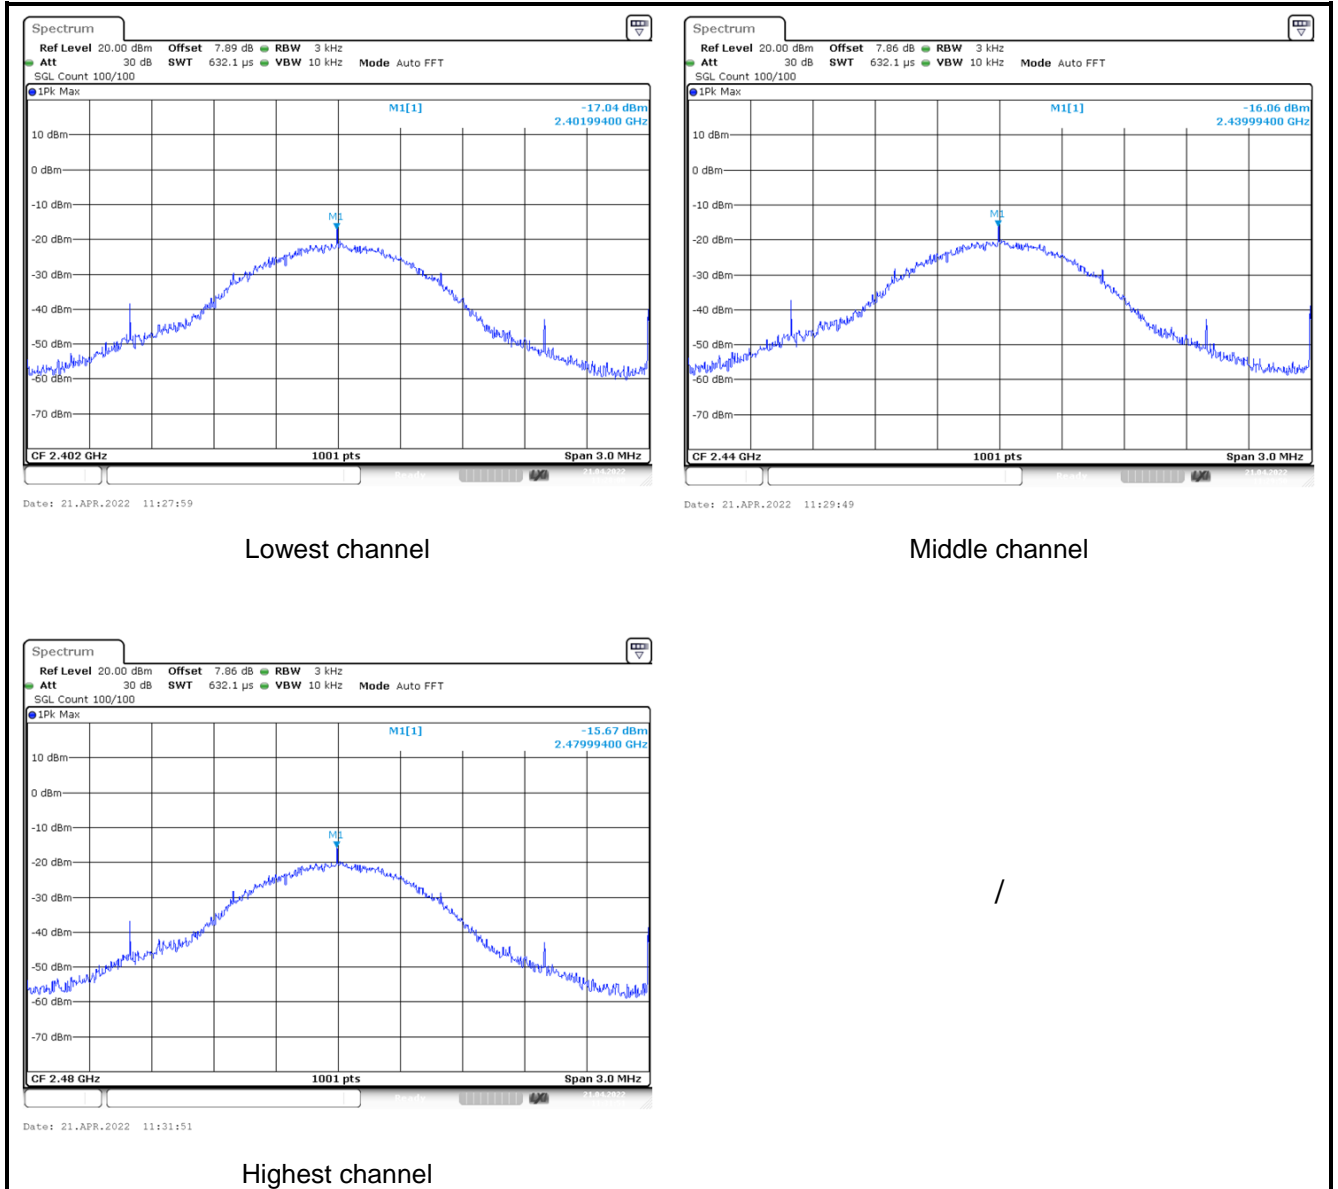 Spectrum
Ref Level 20.00 dBm Offset 7.89 dB RBW 3 kHz
Att 30 dB SWT 632.1 µs VBW 10 kHz Mode Auto FFT
SGL Count 100/100
1Pk Max
M1[1] -17.04 dBm
2.40199400 GHz
10 dBm
0 dBm
M1
-10 dBm
-20 dBm
-30 dBm
-40 dBm
-50 dBm
-60 dBm
-70 dBm
CF 2.402 GHz 1001 pts Span 3.0 MHz
Ready 21.04.2022
Date: 21.APR.2022 11:27:59
Lowest channel
Spectrum
Ref Level 20.00 dBm Offset 7.86 dB RBW 3 kHz
Att 30 dB SWT 632.1 µs VBW 10 kHz Mode Auto FFT
SGL Count 100/100
1Pk Max
M1[1] -16.06 dBm
2.43999400 GHz
10 dBm
0 dBm
-10 dBm
M1
-20 dBm
-30 dBm
-40 dBm
-50 dBm
-60 dBm
-70 dBm
CF 2.44 GHz 1001 pts Span 3.0 MHz
Ready 21.04.2022
Date: 21.APR.2022 11:29:49
Middle channel
Spectrum
Ref Level 20.00 dBm Offset 7.86 dB RBW 3 kHz
Att 30 dB SWT 632.1 µs VBW 10 kHz Mode Auto FFT
SGL Count 100/100
1Pk Max
M1[1] -15.67 dBm
2.47999400 GHz
10 dBm
0 dBm
-10 dBm
M1
-20 dBm
-30 dBm
-40 dBm
-50 dBm
-60 dBm
-70 dBm
CF 2.48 GHz 1001 pts Span 3.0 MHz
Ready 21.04.2022
Date: 21.APR.2022 11:31:51
Highest channel
/